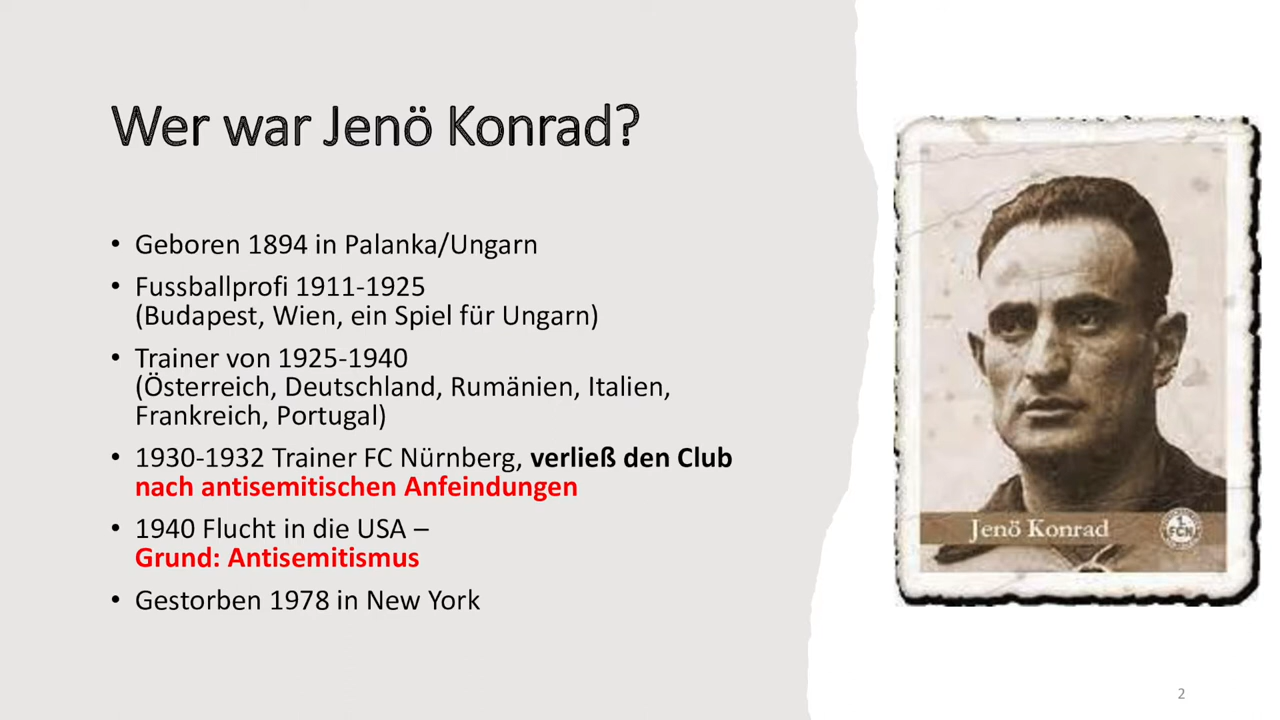 Wer war Jenö Konrad?
• Geboren 1894 in Palanka/Ungarn
• Fussballprofi 1911-1925
(Budapest, Wien, ein Spiel für Ungarn)
• Trainer von 1925-1940
(Österreich, Deutschland, Rumänien, Italien,
Frankreich, Portugal)
• 1930-1932 Trainer FC Nürnberg, verließ den Club
nach antisemitischen Anfeindungen
• 1940 Flucht in die USA –
Grund: Antisemitismus
• Gestorben 1978 in New York
Jenö Konrad
1.
FCN
2